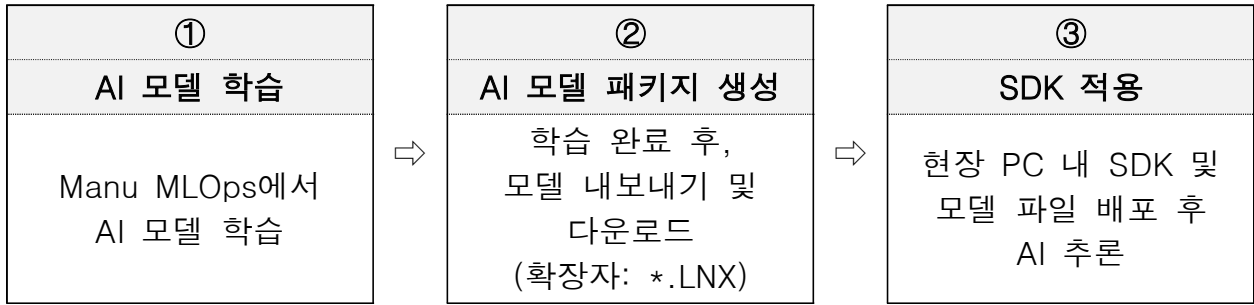 ①
AI 모델 학습
Manu MLOps에서
AI 모델 학습
⇨
②
AI 모델 패키지 생성
학습 완료 후,
모델 내보내기 및
다운로드
(확장자: *.LNX)
⇨
③
SDK 적용
현장 PC 내 SDK 및
모델 파일 배포 후
AI 추론